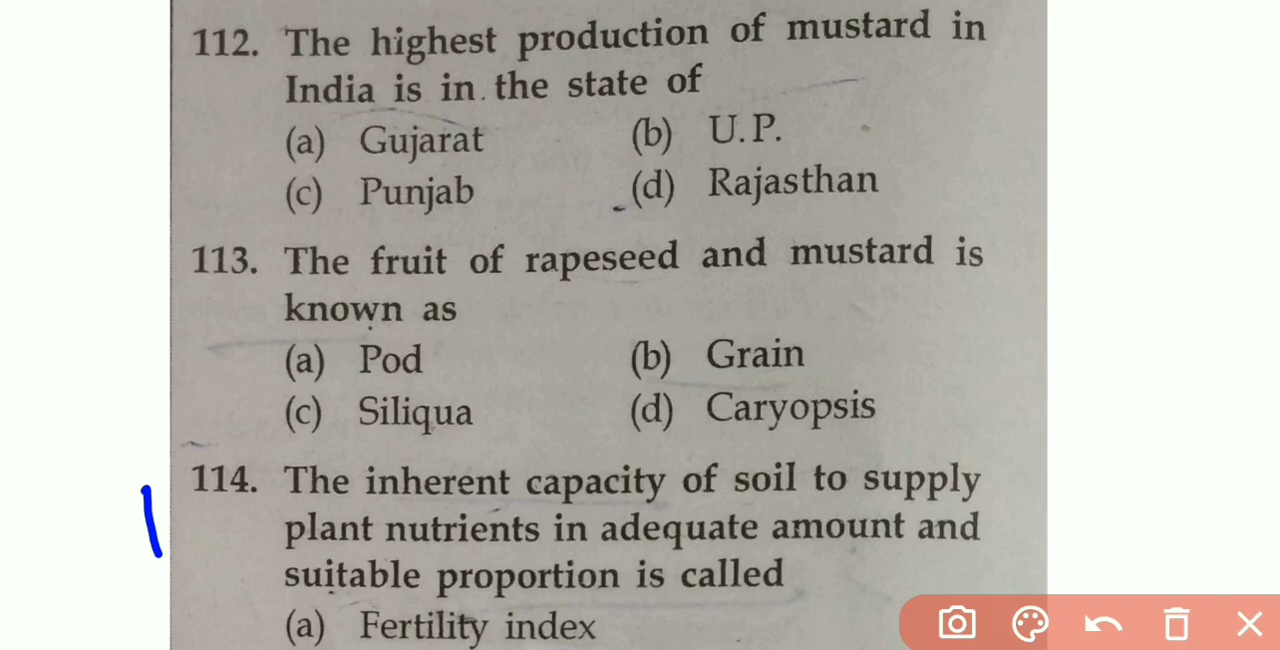 112. The highest production of mustard in
India is in the state of
(a) Gujarat (b) U.P.
(c) Punjab (d) Rajasthan
113. The fruit of rapeseed and mustard is
known as
(a) Pod (b) Grain
(c) Siliqua (d) Caryopsis
114. The inherent capacity of soil to supply
plant nutrients in adequate amount and
suitable proportion is called
(a) Fertility index